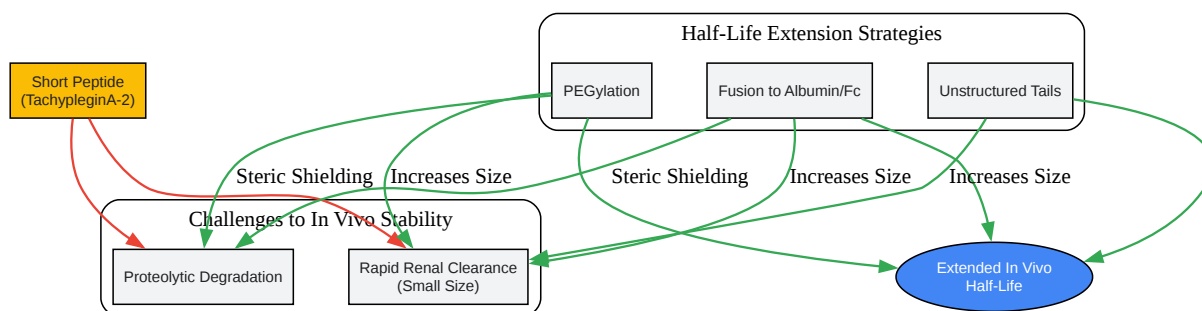 Half-Life Extension Strategies
Short Peptide
(TachypleginA-2)
PEGylation
Fusion to Albumin/Fc
Unstructured Tails
Steric Shielding
Increases Size
Steric Shielding
Increases Size
Increases Size
Challenges to In Vivo Stability
Proteolytic Degradation
Rapid Renal Clearance
(Small Size)
Extended In Vivo
Half-Life